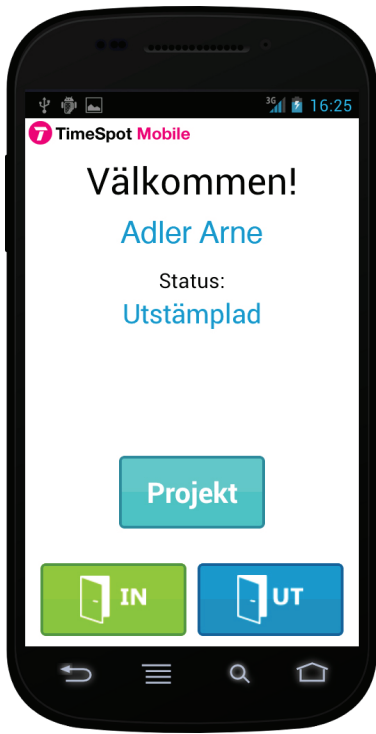 3G 16:25
TimeSpot Mobile
Välkommen!
Adler Arne
Status:
Utstämplad
Projekt
IN UT